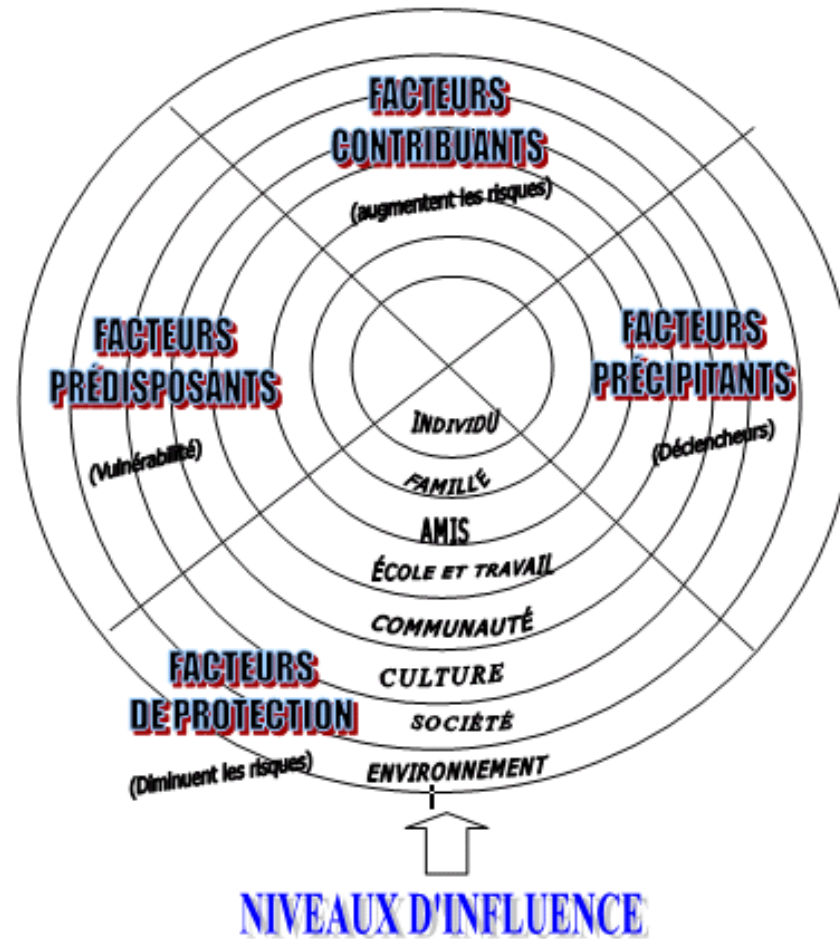 FACTEURS
CONTRIBUANTS
(augmentent les risques)
FACTEURS
PRÉDISPOSANTS
(Vulnérabilité)
FACTEURS
PRÉCIPITANTS
(Déclencheurs)
INDIVIDU
FAMILLE
AMIS
ÉCOLE ET TRAVAIL
COMMUNAUTÉ
CULTURE
SOCIÉTÉ
ENVIRONNEMENT
FACTEURS
DE PROTECTION
(Diminuent les risques)
NIVEAUX D'INFLUENCE